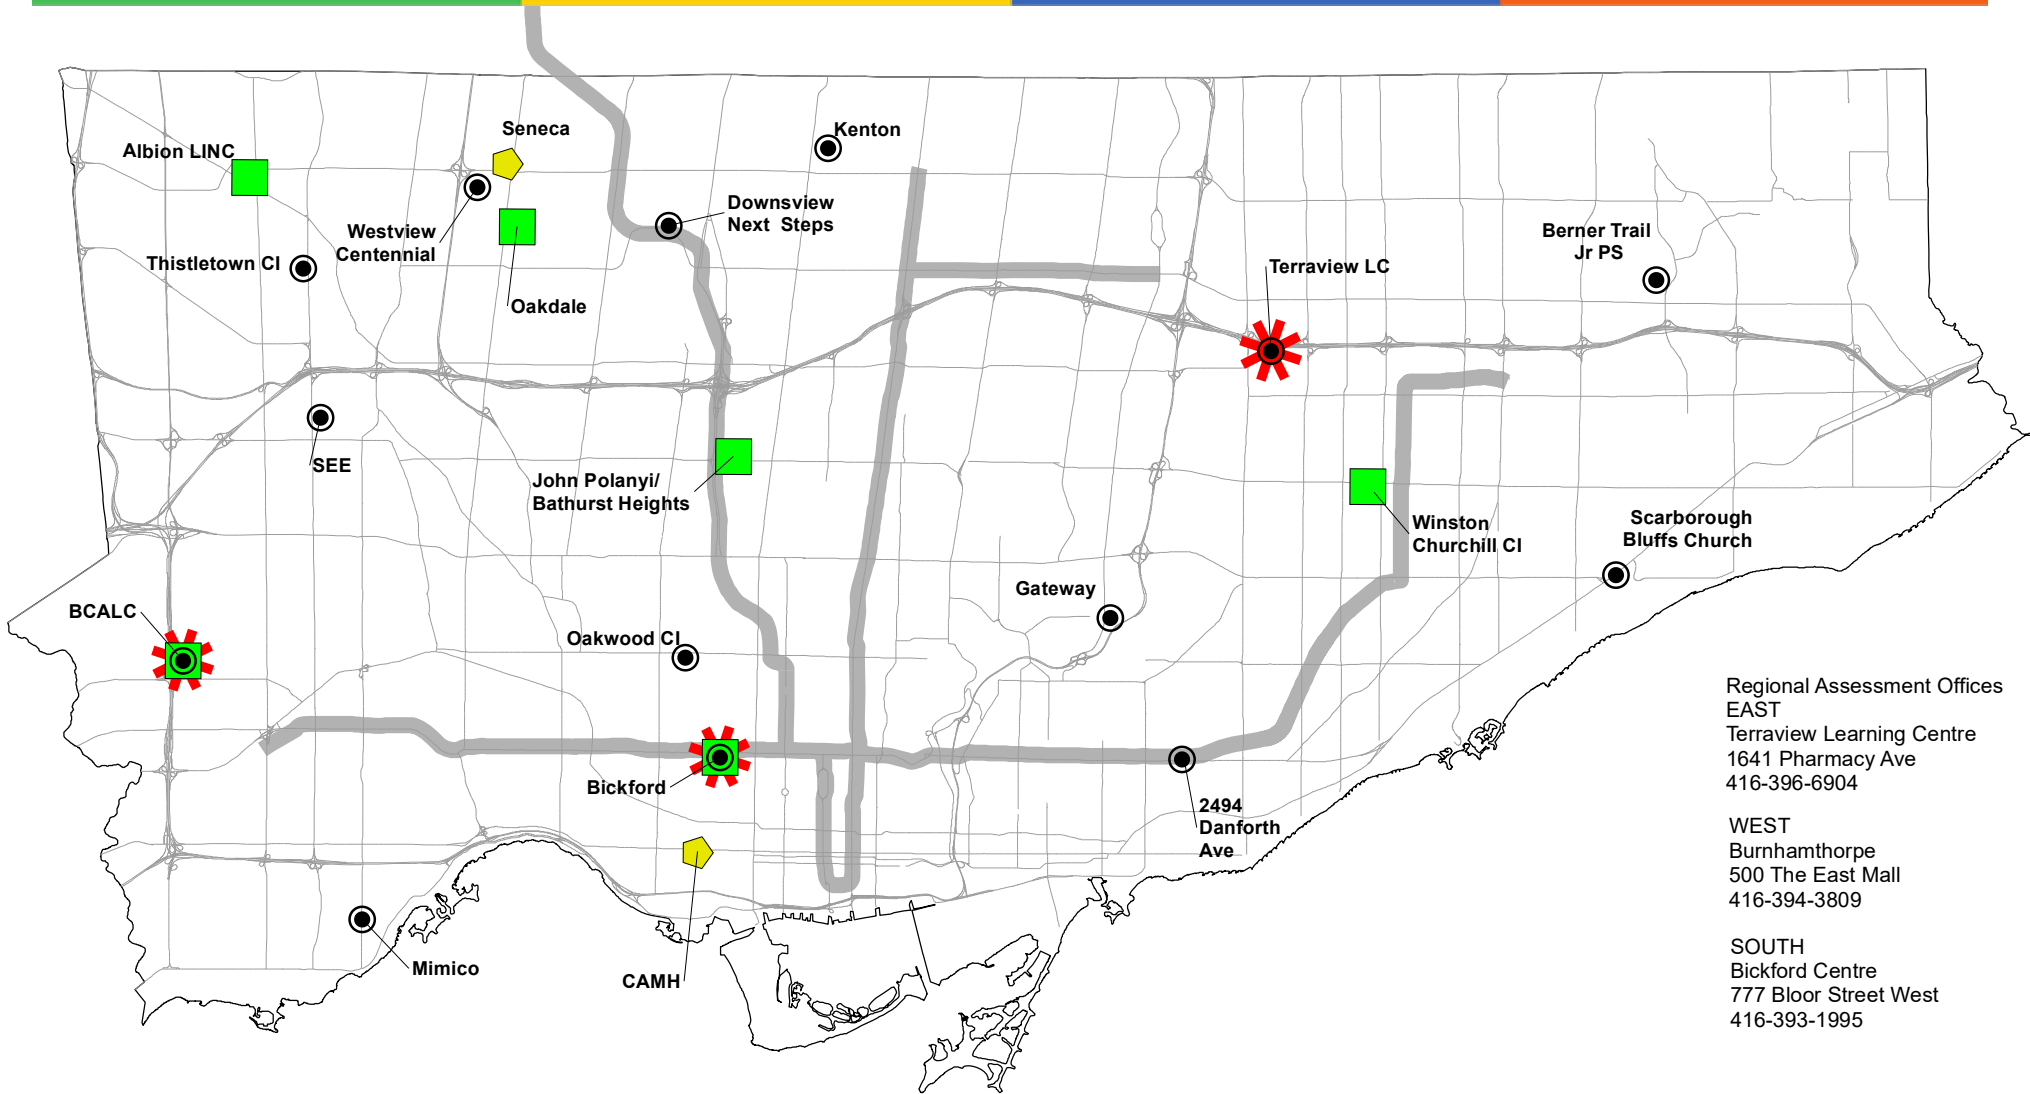 Seneca
Kenton
Albion LINC
Downsview
Next Steps
Westview
Centennial
Berner Trail
Jr PS
Thistletown CI
Terraview LC
Oakdale
SEE
John Polanyi/
Bathurst Heights
Winston
Churchill CI
Scarborough
Bluffs Church
Gateway
BCALC
Oakwood CI
Bickford
2494
Danforth
Ave
Mimico
CAMH
Regional Assessment Offices
EAST
Terraview Learning Centre
1641 Pharmacy Ave
416-396-6904
WEST
Burnhamthorpe
500 The East Mall
416-394-3809
SOUTH
Bickford Centre
777 Bloor Street West
416-393-1995